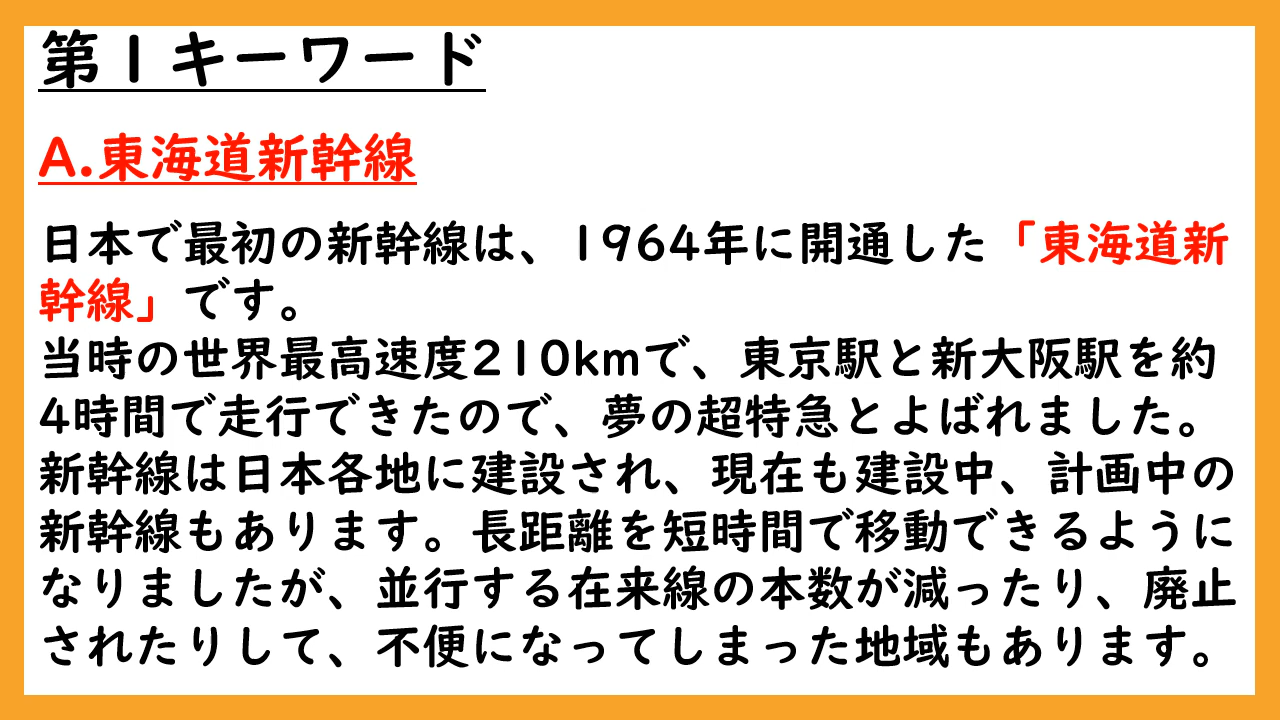 第1キーワード
A.東海道新幹線
日本で最初の新幹線は、1964年に開通した「東海道新
幹線」です。
当時の世界最高速度210kmで、東京駅と新大阪駅を約
4時間で走行できたので、夢の超特急とよばれました。
新幹線は日本各地に建設され、現在も建設中、計画中の
新幹線もあります。長距離を短時間で移動できるように
なりましたが、並行する在来線の本数が減ったり、廃止
されたりして、不便になってしまった地域もあります。